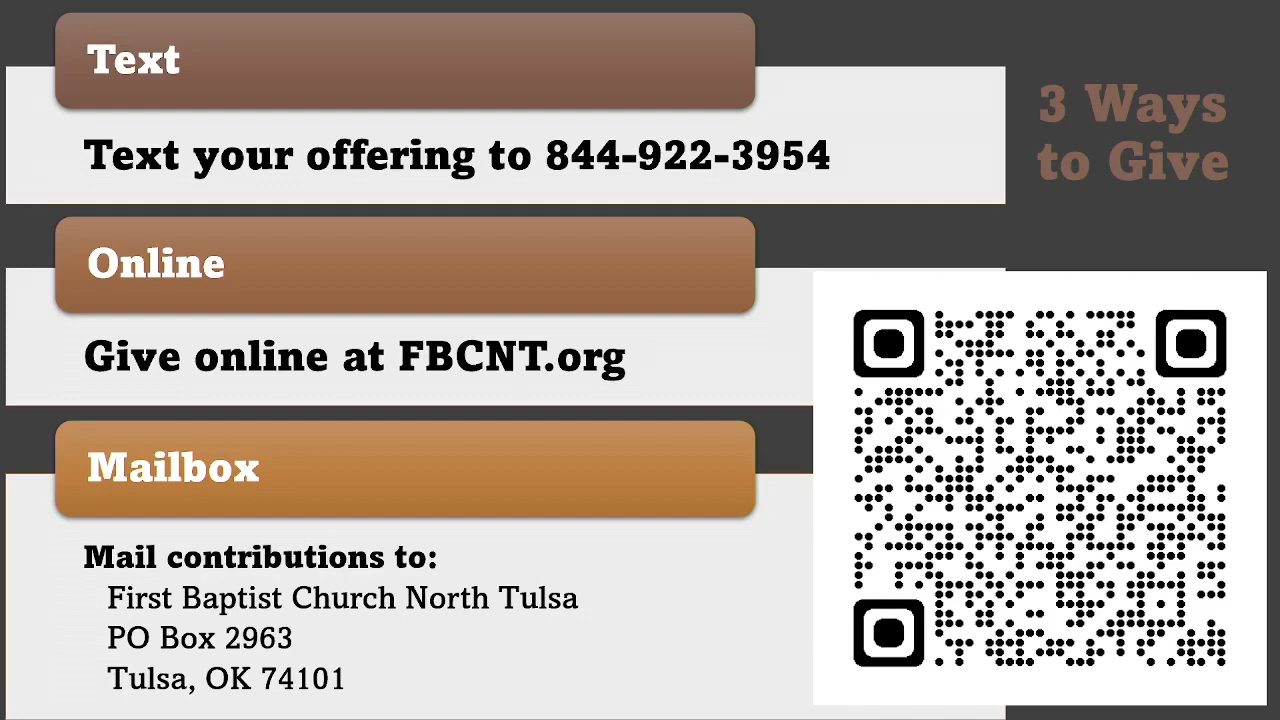 Text
Text your offering to 844-922-3954
3 Ways
to Give
Online
Give online at FBCNT.org
Mailbox
Mail contributions to:
First Baptist Church North Tulsa
PO Box 2963
Tulsa, OK 74101